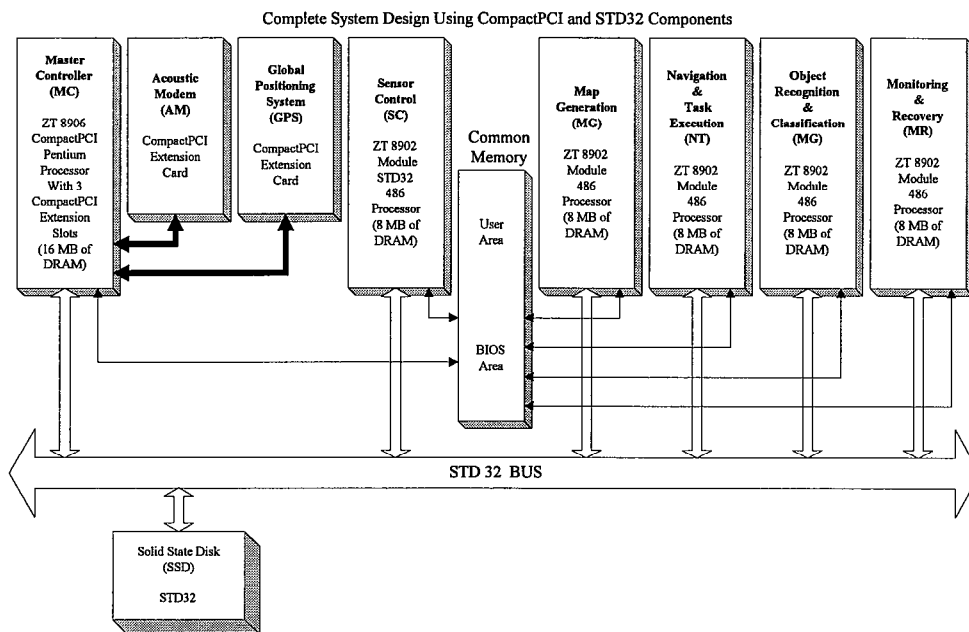 Complete System Design Using CompactPCI and STD32 Components
Master
Controller
(MC)
ZT 8906
CompactPCI
Pentium
Processor
With 3
CompactPCI
Extension
Slots
(16 MB of
DRAM)
Acoustic
Modem
(AM)
CompactPCI
Extension
Card
Global
Positioning
System
(GPS)
CompactPCI
Extension
Card
Sensor
Control
(SC)
ZT 8902
Module
STD32
486
Processor
(8 MB of
DRAM)
Common
Memory
User
Area
BIOS
Area
Map
Generation
(MG)
ZT 8902
Module
486
Processor
(8 MB of
DRAM)
Navigation
&
Task
Execution
(NT)
ZT 8902
Module
486
Processor
(8 MB of
DRAM)
Object
Recognition
&
Classification
(MG)
ZT 8902
Module
486
Processor
(8 MB of
DRAM)
Monitoring
&
Recovery
(MR)
ZT 8902
Module
486
Processor
(8 MB of
DRAM)
STD 32 BUS
Solid State Disk
(SSD)
STD32